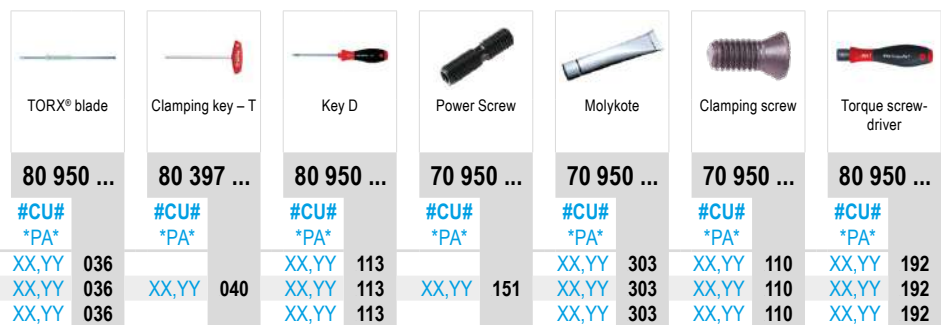 TORX® blade Clamping key – T Key D Power Screw Molykote Clamping screw Torque screw-
driver
80 950 ... 80 397 ... 80 950 ... 70 950 ... 70 950 ... 70 950 ... 80 950 ...
#CU# #CU# #CU# #CU# #CU# #CU# #CU#
*PA* *PA* *PA* *PA* *PA* *PA* *PA*
XX,YY 036 XX,YY 113 XX,YY 303 XX,YY 110 XX,YY 192
XX,YY 036 XX,YY 040 XX,YY 113 XX,YY 151 XX,YY 303 XX,YY 110 XX,YY 192
XX,YY 036 XX,YY 113 XX,YY 303 XX,YY 110 XX,YY 192